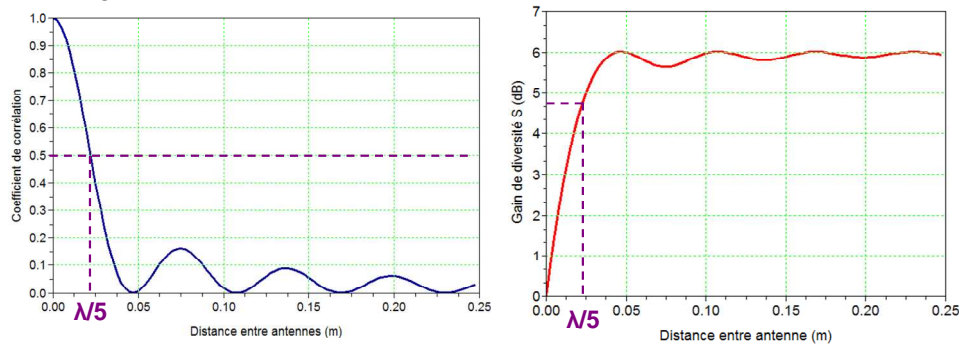 Coefficient de corrélation
1.0
0.9
0.8
0.7
0.6
0.5
0.4
0.3
0.2
0.1
0.0
0.00 0.05 0.10 0.15 0.20 0.25
λ/5
Distance entre antennes (m)
Gain de diversité S (dB)
7
6
5
4
3
2
1
0
0.00 0.05 0.10 0.15 0.20 0.25
λ/5
Distance entre antenne (m)